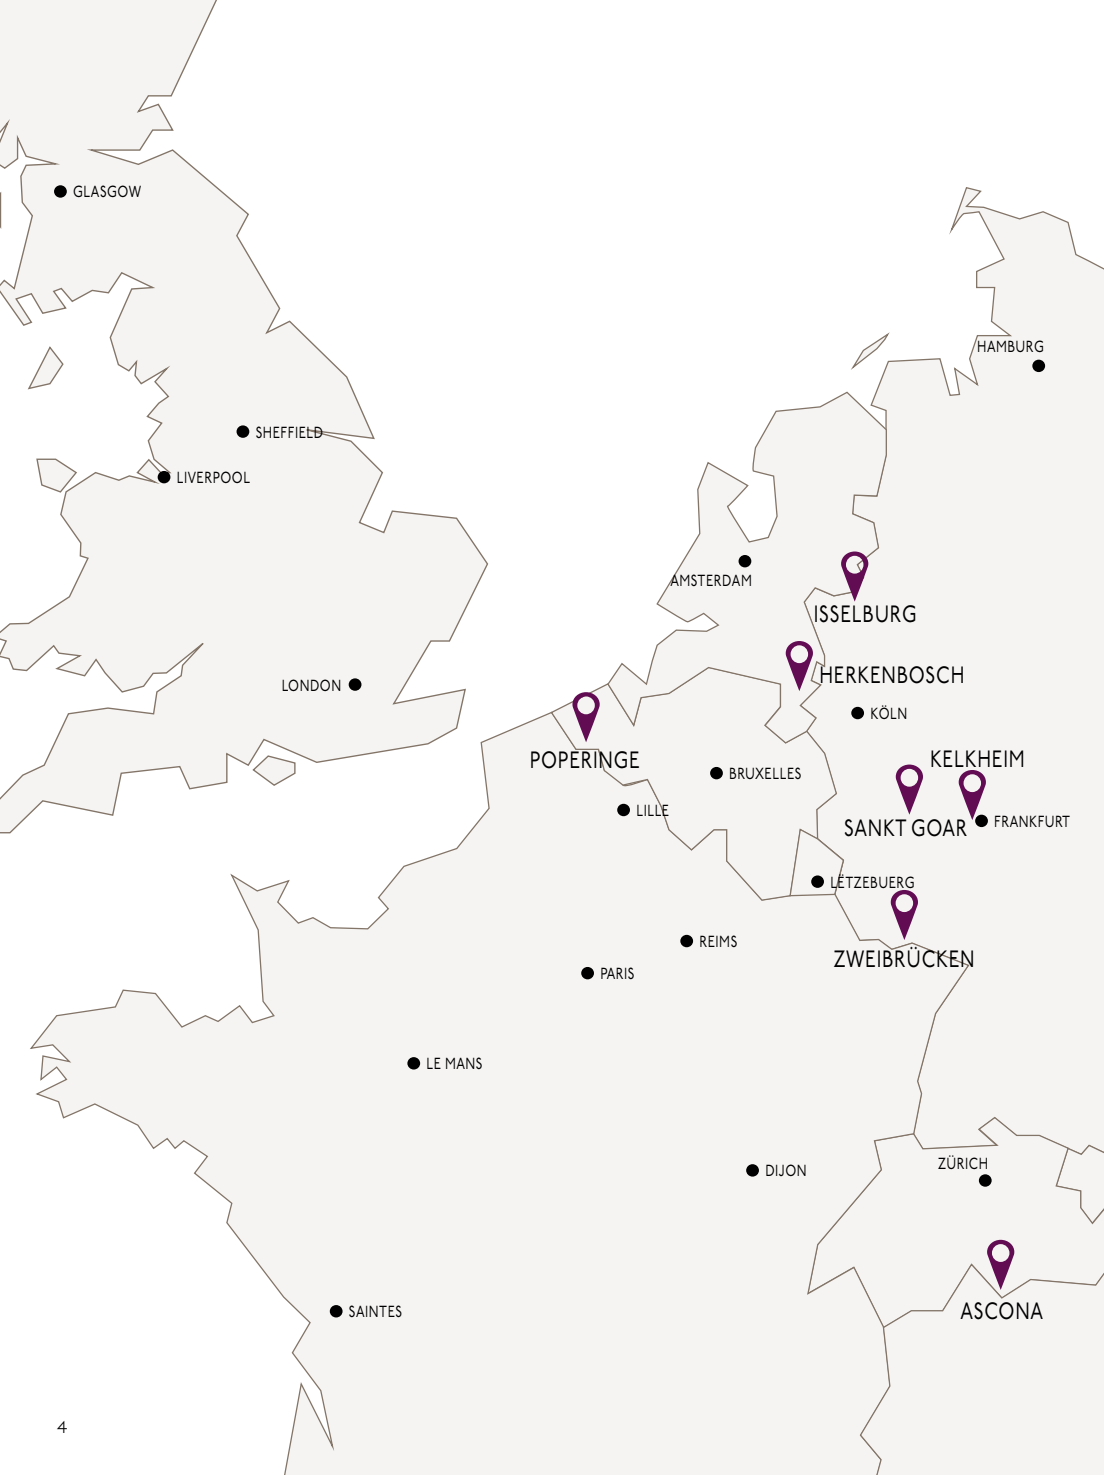 GLASGOW
HAMBURG
SHEFFIELD
LIVERPOOL
AMSTERDAM
ISSELBURG
HERKENBOSCH
LONDON
KÖLN
POPERINGE
KELKHEIM
BRUXELLES
LILLE
SANKT GOAR
FRANKFURT
LËTZEBUERG
REIMS
ZWEIBRÜCKEN
PARIS
LE MANS
ZÜRICH
DIJON
SAINTES
ASCONA
4